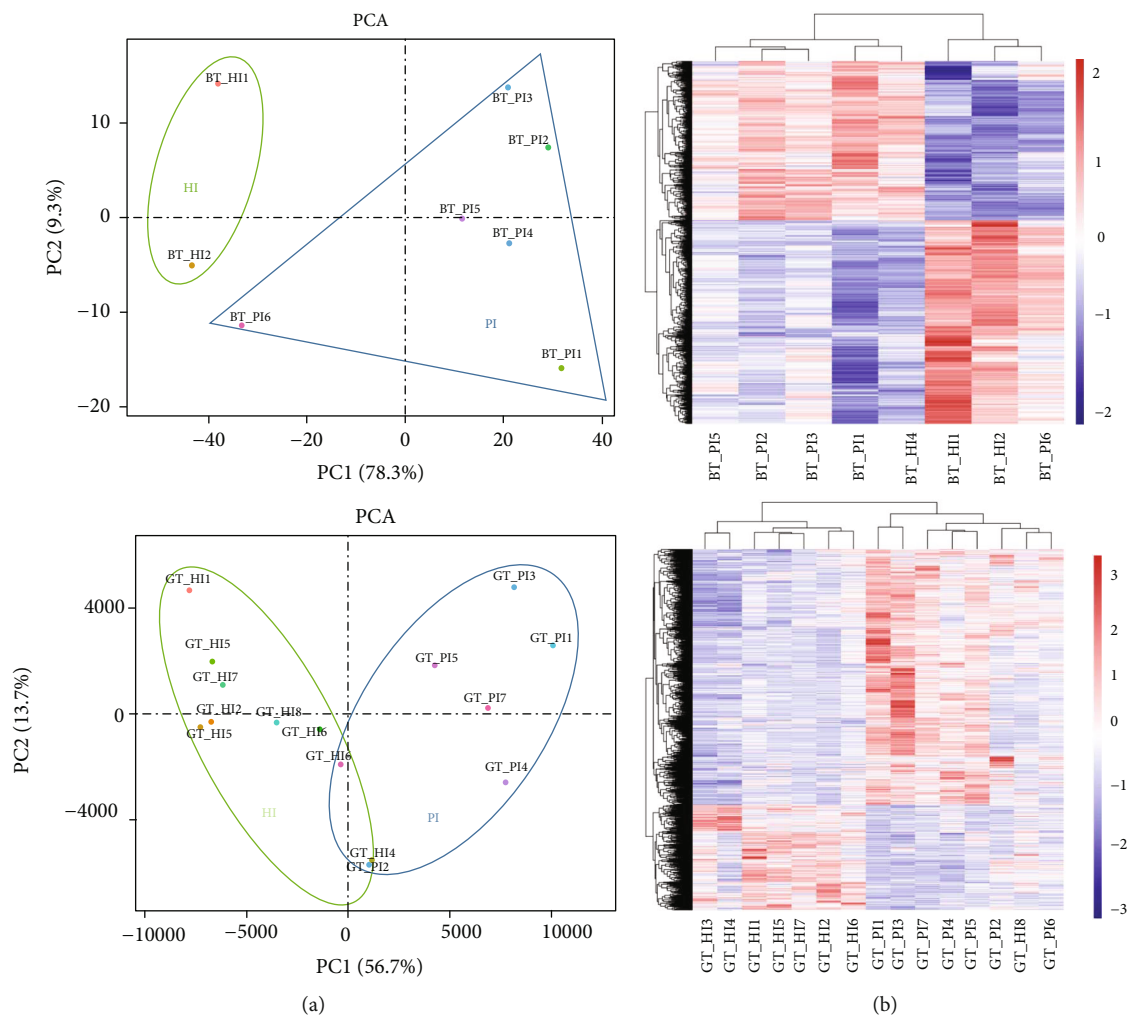 PCA
BT_HI1
BT_PI3
BT_PI2
HI
BT_PI5
BT_PI4
BT_HI2
BT_PI6
PI
BT_PI1
10
0
−10
−20
PC2 (9.3%)
−40
−20
0
20
40
PC1 (78.3%)
2
1
0
−1
−2
BT_PI5
BT_PI2
BT_PI3
BT_PI1
BT_HI4
BT_HI1
BT_HI2
BT_PI6
PCA
GT_HI1
GT_PI3
GT_HI5
GT_PI1
GT_PI5
GT_HI7
GT_PI7
GT_HI2
GT_HI8
GT_HI5
GT_HI6
GT_HI6
GT_PI4
HI
PI
GT_HI4
GT_PI2
4000
0
−4000
PC2 (13.7%)
−10000
−5000
0
5000
10000
PC1 (56.7%)
3
2
1
0
−1
−2
−3
GT_HI3
GT_HI4
GT_HI1
GT_HI5
GT_HI7
GT_HI2
GT_HI6
GT_PI1
GT_PI3
GT_PI7
GT_PI4
GT_PI5
GT_PI2
GT_HI8
GT_PI6
(a)
(b)